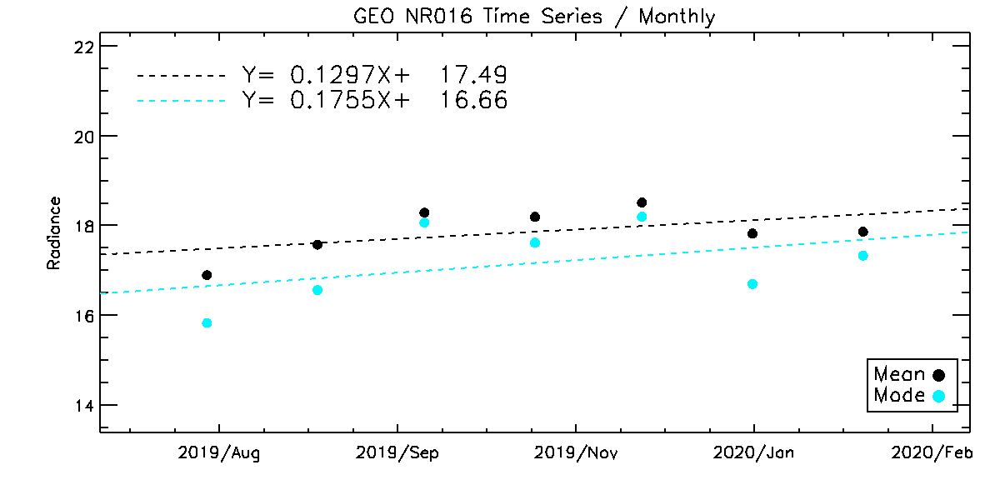 GEO NR016 Time Series / Monthly
22
Y= 0.1297X+ 17.49
Y= 0.1755X+ 16.66
20
18
Radiance
16
Mean
Mode
14
2019/Aug 2019/Sep 2019/Nov 2020/Jan 2020/Feb